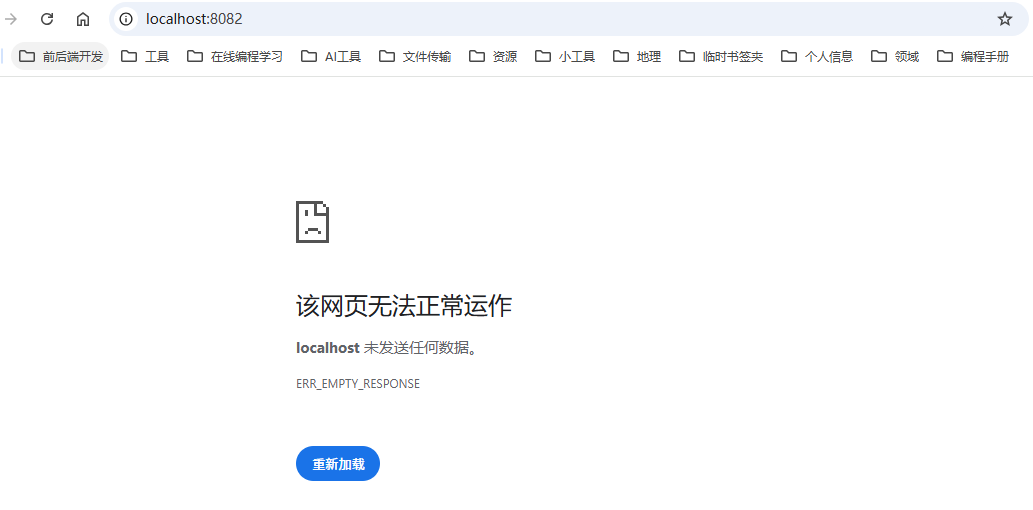 localhost:8082
前后端开发 工具 在线编程学习 AI工具 文件传输 资源 小工具 地理 临时书签夹 个人信息 领域 编程手册
该网页无法正常运作
localhost 未发送任何数据。
ERR_EMPTY_RESPONSE
重新加载